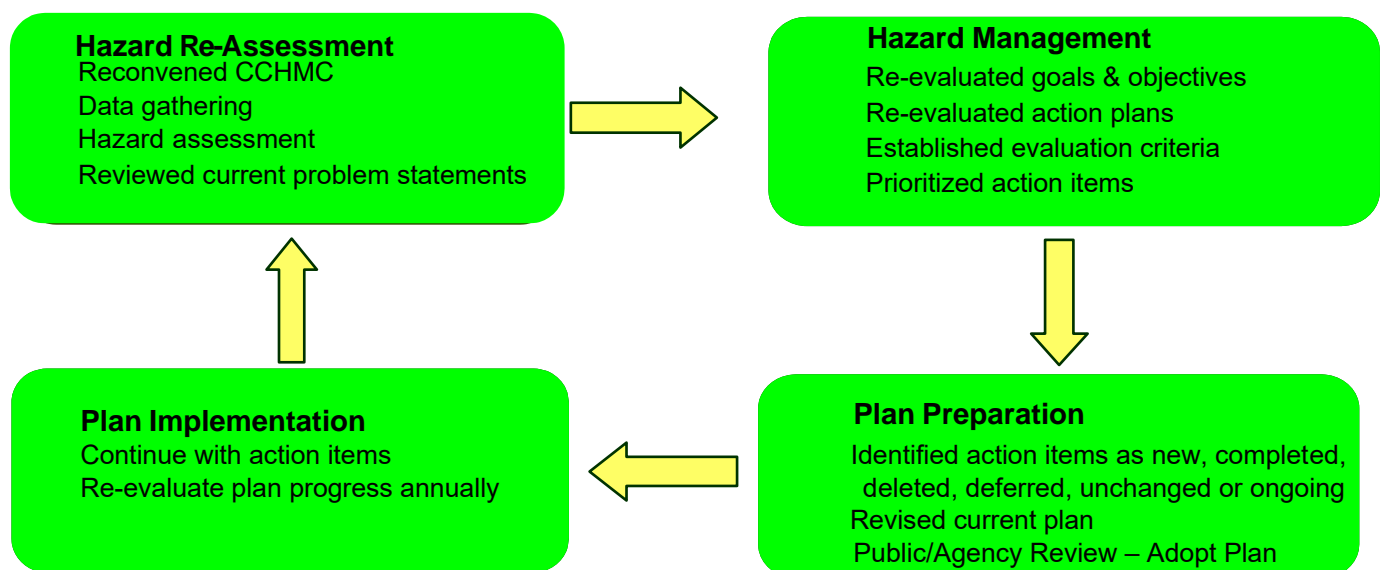 Hazard Re-Assessment
Reconvened CCHMC
Data gathering
Hazard assessment
Reviewed current problem statements
Hazard Management
Re-evaluated goals & objectives
Re-evaluated action plans
Established evaluation criteria
Prioritized action items
Plan Implementation
Continue with action items
Re-evaluate plan progress annually
Plan Preparation
Identified action items as new, completed,
deleted, deferred, unchanged or ongoing
Revised current plan
Public/Agency Review – Adopt Plan